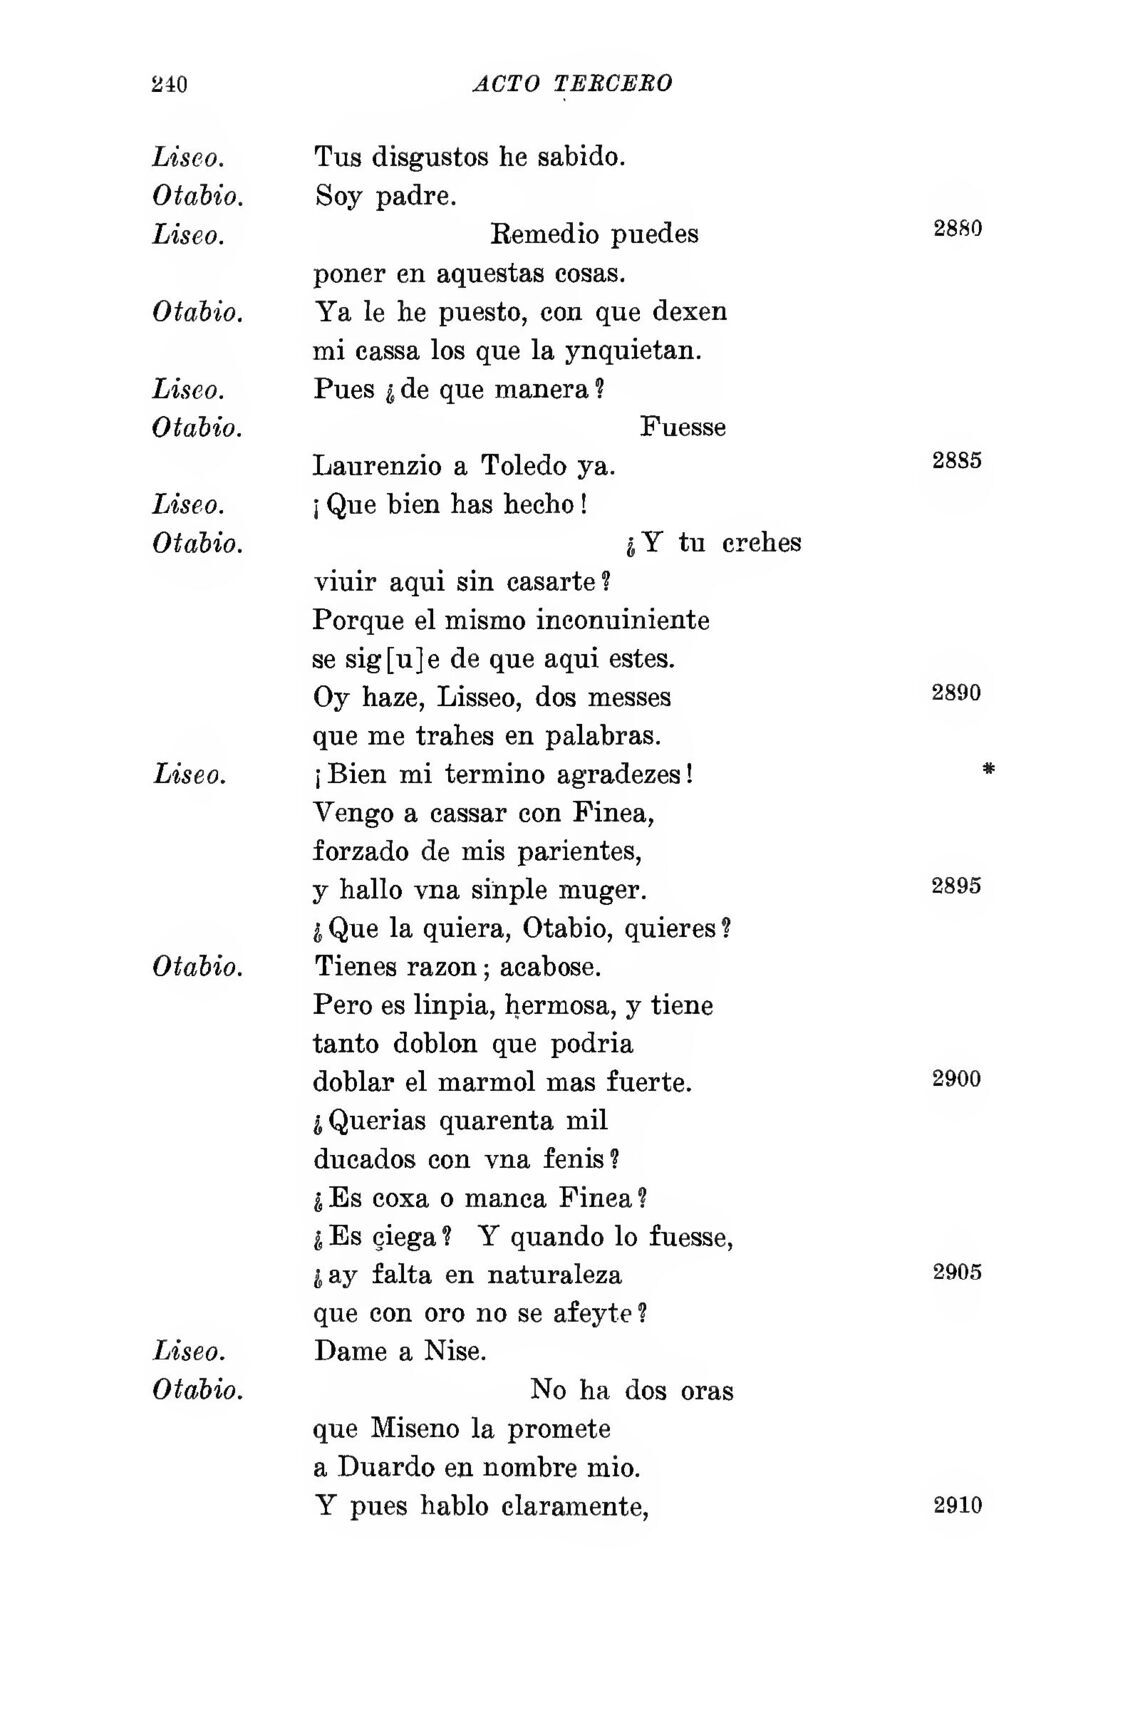 240 ACTO TERCERO
Liseo. Tus disgustos he sabido.
Otabio. Soy padre.
Liseo. Remedio puedes 2880
poner en aquestas cosas.
Otabio. Ya le he puesto, con que dexen
mi cassa los que la ynquietan.
Liseo. Pues ¿de que manera?
Otabio. Fuesse
Laurenzio a Toledo ya. 2885
Liseo. ¡Que bien has hecho!
Otabio. ¿Y tu crehes
viuir aqui sin casarte?
Porque el mismo inconuiniente
se sig[u]e de que aqui estes.
Oy haze, Lisseo, dos messes 2890
que me trahes en palabras.
Liseo. ¡Bien mi termino agradezes! *
Vengo a cassar con Finea,
forzado de mis parientes,
y hallo vna sinple muger. 2895
¿Que la quiera, Otabio, quieres?
Otabio. Tienes razon; acabose.
Pero es linpia, hermosa, y tiene
tanto doblon que podria
doblar el marmol mas fuerte. 2900
¿Querias quarenta mil
ducados con vna fenis?
¿Es coxa o manca Finea?
¿Es çiega? Y quando lo fuesse,
¿ay falta en naturaleza 2905
que con oro no se afeyte?
Liseo. Dame a Nise.
Otabio. No ha dos oras
que Miseno la promete
a Duardo en nombre mio.
Y pues hablo claramente, 2910